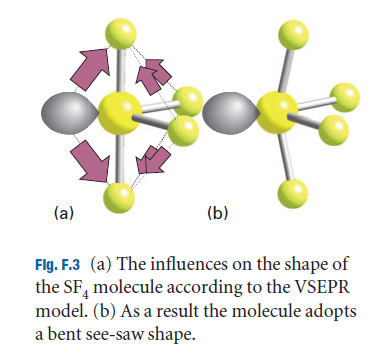 (a)
(b)
Fig. F.3 (a) The influences on the shape of
the SF4 molecule according to the VSEPR
model. (b) As a result the molecule adopts
a bent see-saw shape.